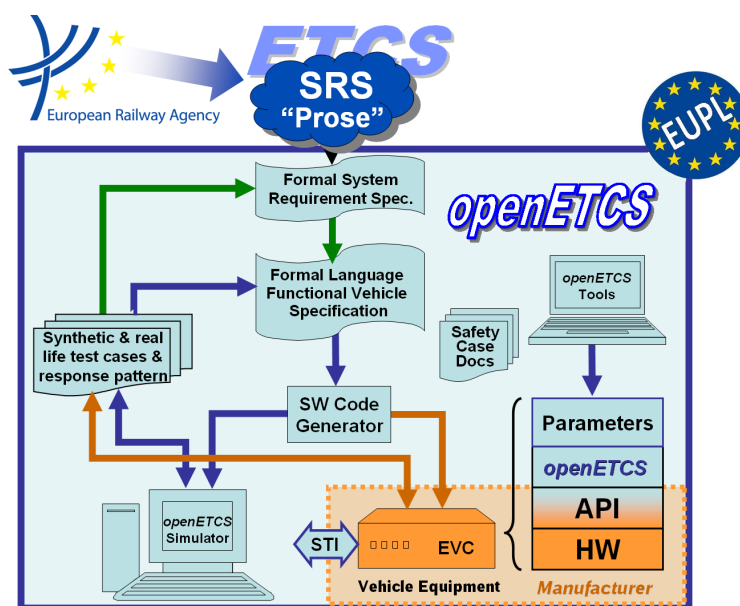 ETCS
SRS
“Prose”
European Railway Agency
EUPL
Formal System
Requirement Spec.
openETCS
Formal Language
Functional Vehicle
Specification
openETCS
Tools
Synthetic & real
life test cases &
response pattern
Safety
Case
Docs
SW Code
Generator
Parameters
openETCS
API
HW
openETCS
Simulator
STI
EVC
Vehicle Equipment
Manufacturer